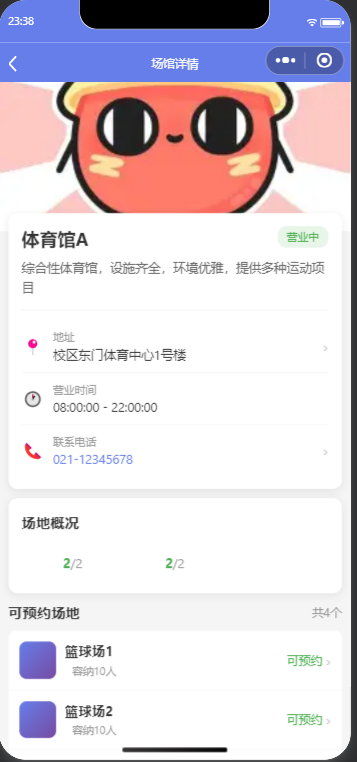 23:38
场馆详情
体育馆A
营业中
综合性体育馆，设施齐全，环境优雅，提供多种运动项
目
地址
校区东门体育中心1号楼
营业时间
08:00:00 - 22:00:00
联系电话
021-12345678
场地概况
2/2 2/2
可预约场地 共4个
篮球场1
容纳10人
可预约
篮球场2
容纳10人
可预约